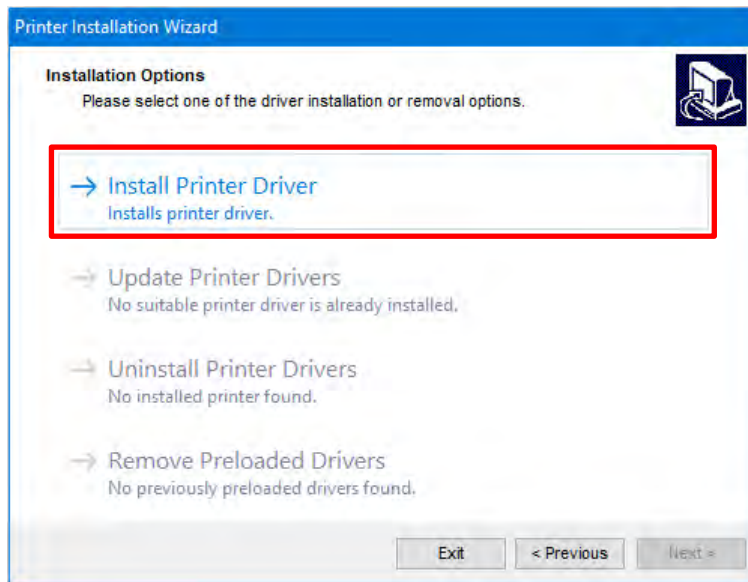 Printer Installation Wizard
Installation Options
Please select one of the driver installation or removal options.
Install Printer Driver
Installs printer driver.
Update Printer Drivers
No suitable printer driver is already installed.
Uninstall Printer Drivers
No installed printer found.
Remove Preloaded Drivers
No previously preloaded drivers found.
Exit
< Previous
Next >